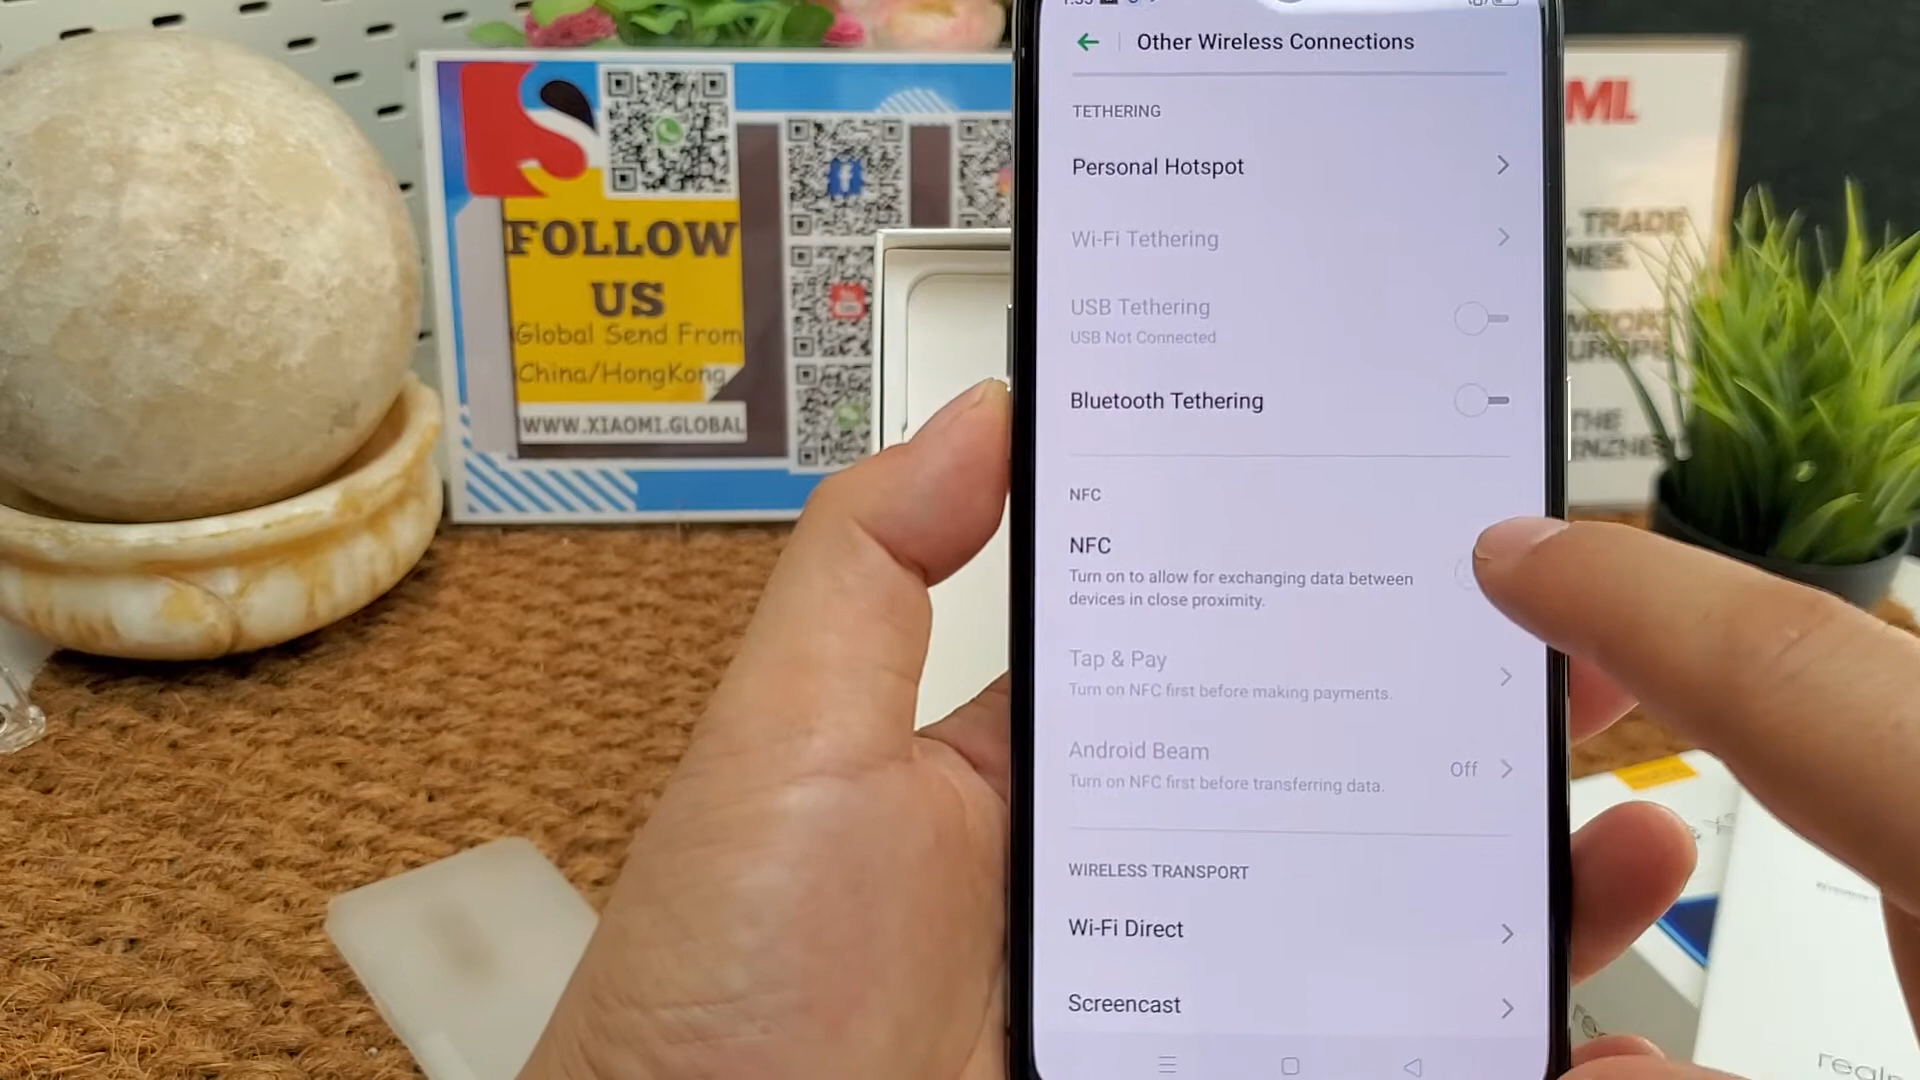 Other Wireless Connections
TETHERING
Personal Hotspot
Wi-Fi Tethering
USB Tethering
USB Not Connected
Bluetooth Tethering
NFC
NFC
Turn on to allow for exchanging data between
devices in close proximity.
Tap & Pay
Turn on NFC first before making payments.
Android Beam
Off
Turn on NFC first before transferring data.
WIRELESS TRANSPORT
Wi-Fi Direct
Screencast
FOLLOW
US
Global Send From
China/HongKong
WWW.XIAOMI.GLOBAL
TRADE
THE